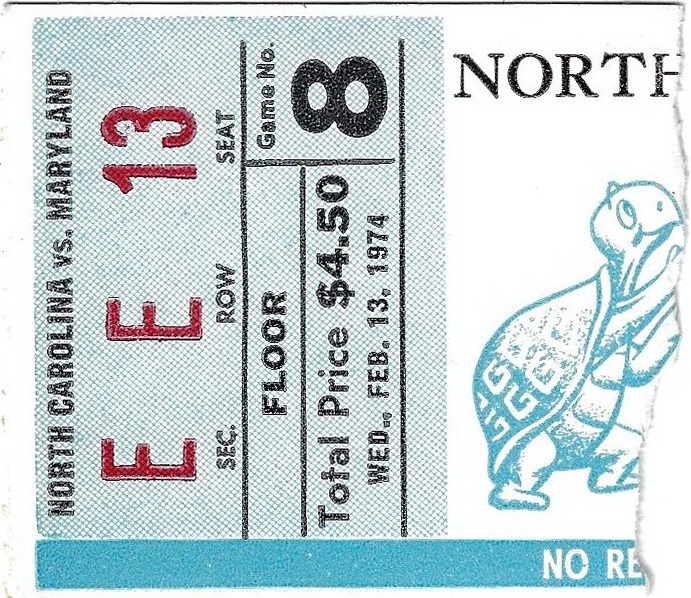 NORTH CAROLINA vs. MARYLAND
E E 13
SEC. ROW SEAT
FLOOR
Game No.
8
Total Price $4.50
WED., FEB. 13, 1974
NORTH
NO RE